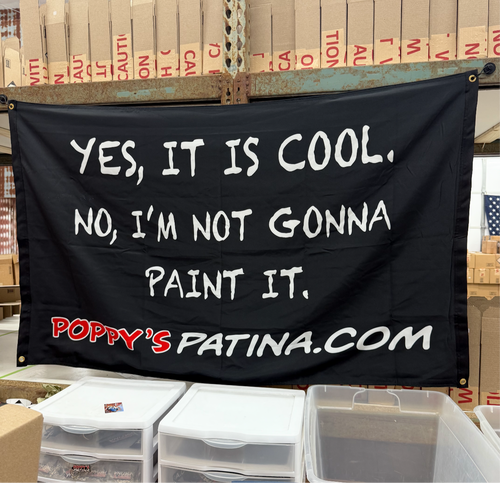 YES, IT IS COOL.
NO, I'M NOT GONNA
PAINT IT.
POPPY'S PATINA.COM